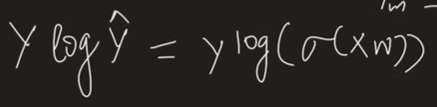 Y log Ŷ = y log(σ(xw))